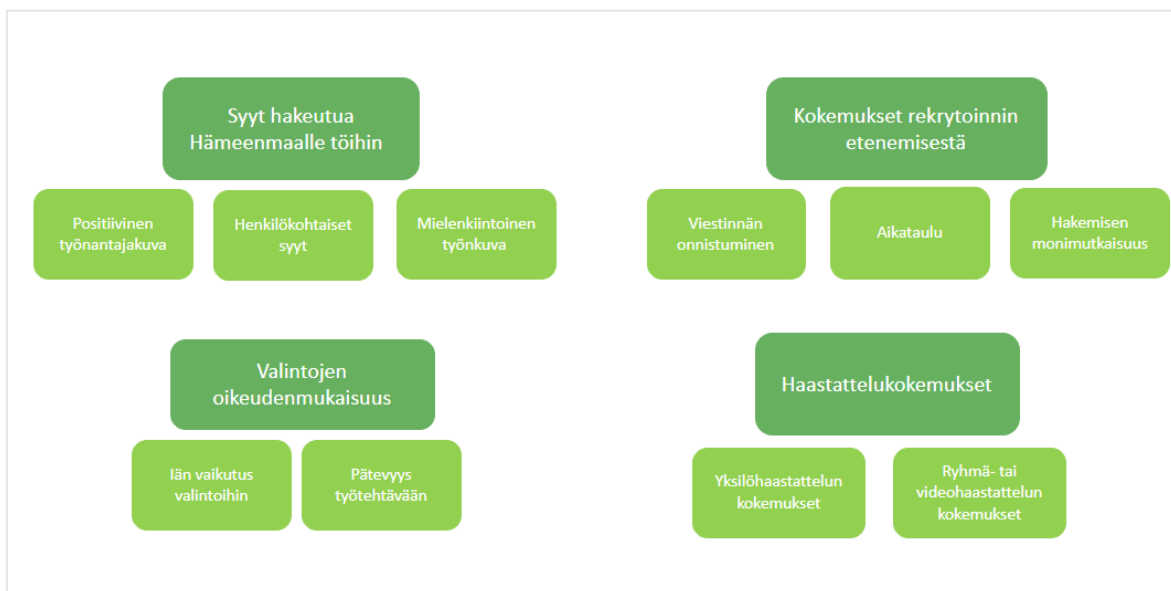 Syyt hakeutua
Hämeenmaalle töihin
Positiivinen
työnantajakuva
Henkilökohtaiset
syyt
Mielenkiintoinen
työnkuva
Kokemukset rekrytoinnin
etenemisestä
Viestinnän
onnistuminen
Aikataulu
Hakemisen
monimutkaisuus
Valintojen
oikeudenmukaisuus
Iän vaikutus
valintoihin
Pätevyys
työtehtävään
Haastattelukokemukset
Yksilöhaastattelun
kokemukset
Ryhmä- tai
videohaastattelun
kokemukset